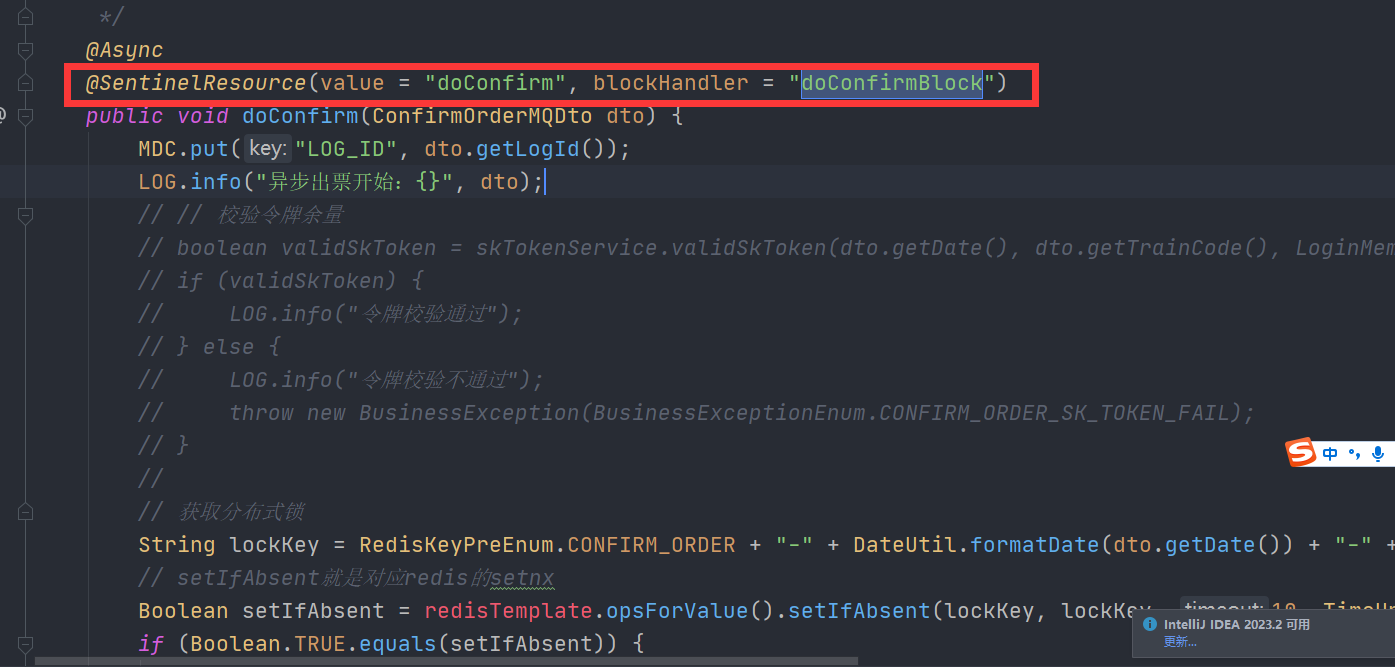 */
@Async
@SentinelResource(value = "doConfirm", blockHandler = "doConfirmBlock")
public void doConfirm(ConfirmOrderMQDto dto) {
MDC.put( key: "LOG_ID", dto.getLogId());
LOG.info("异步出票开始：{}", dto);
// // 校验令牌余量
// boolean validSkToken = skTokenService.validSkToken(dto.getDate(), dto.getTrainCode(), LoginMem
// if (validSkToken) {
//     LOG.info("令牌校验通过");
// } else {
//     LOG.info("令牌校验不通过");
//     throw new BusinessException(BusinessExceptionEnum.CONFIRM_ORDER_SK_TOKEN_FAIL);
// }
//
// 获取分布式锁
String lockKey = RedisKeyPreEnum.CONFIRM_ORDER + "-" + DateUtil.formatDate(dto.getDate()) + "-" +
// setIfAbsent就是对应redis的setnx
Boolean setIfAbsent = redisTemplate.opsForValue().setIfAbsent(lockKey, lockKey, timeout: 10, TimeUn
if (Boolean.TRUE.equals(setIfAbsent)) {
中
IntelliJ IDEA 2023.2 可用
更新...